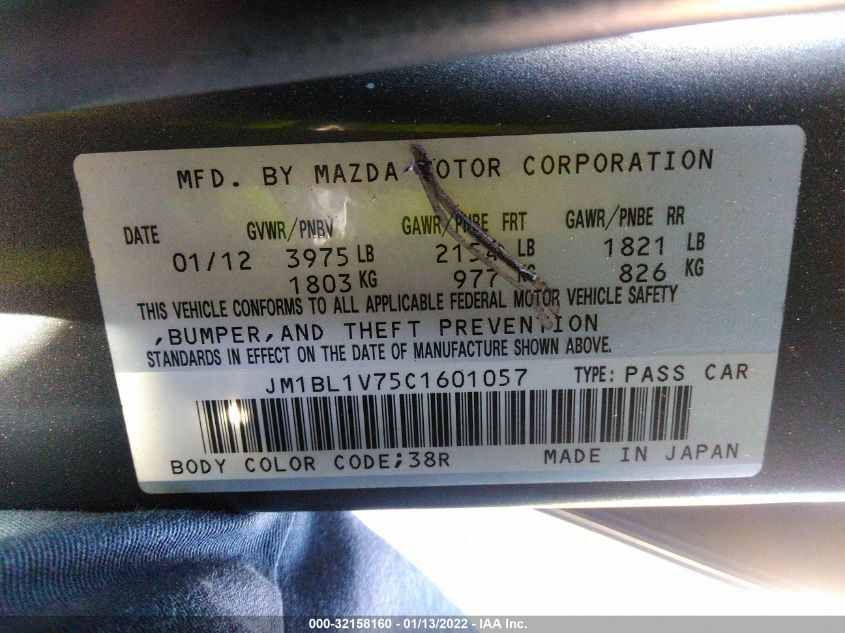 MFD. BY MAZDA MOTOR CORPORATION
DATE GVWR/PNBV GAWR/PNBE FRT GAWR/PNBE RR
01/12 3975 LB 2154 LB 1821 LB
1803 KG 977 KG 826 KG
THIS VEHICLE CONFORMS TO ALL APPLICABLE FEDERAL MOTOR VEHICLE SAFETY
,BUMPER,AND THEFT PREVENTION
STANDARDS IN EFFECT ON THE DATE OF MANUFACTURE SHOWN ABOVE.
JM1BL1V75C1601057 TYPE: PASS CAR
BODY COLOR CODE;38R MADE IN JAPAN
000-32158160 - 01/13/2022 - IAA Inc.